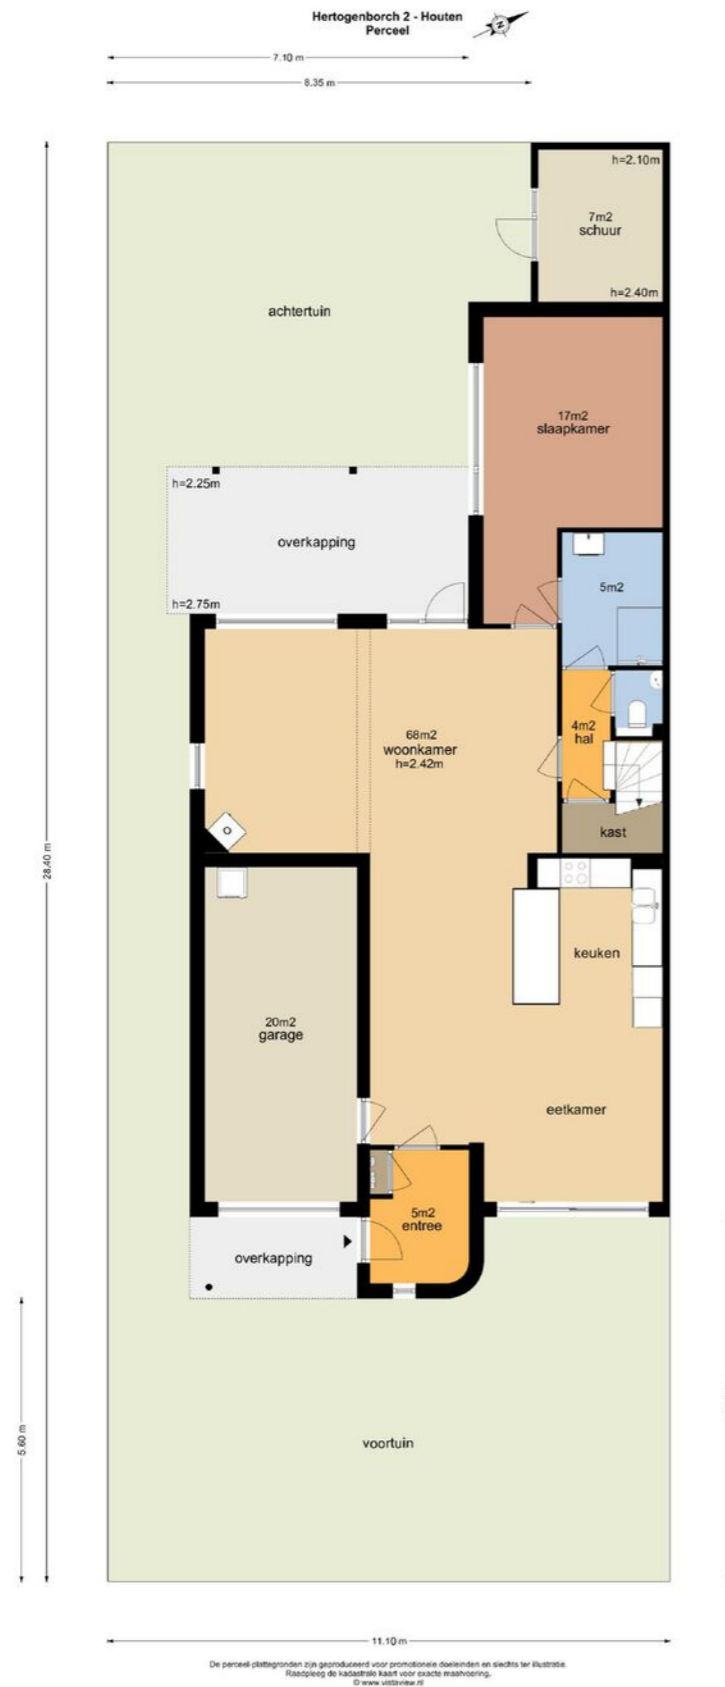 Hertogenborch 2 - Houten
Perceel
N
7.10 m
8.35 m
h=2.10m
7m2
schuur
h=2.40m
achtertuin
17m2
slaapkamer
h=2.25m
overkapping
h=2.75m
5m2
68m2
woonkamer
h=2.42m
4m2
hal
kast
28.40 m
keuken
20m2
garage
eetkamer
5m2
entree
overkapping
5.60 m
voortuin
11.10 m
De perceel-plattegronden zijn geproduceerd voor promotionele doeleinden en slechts ter illustratie.
Raadpleeg de kadastrale kaart voor exacte maatvoering.
© www.vistaview.nl